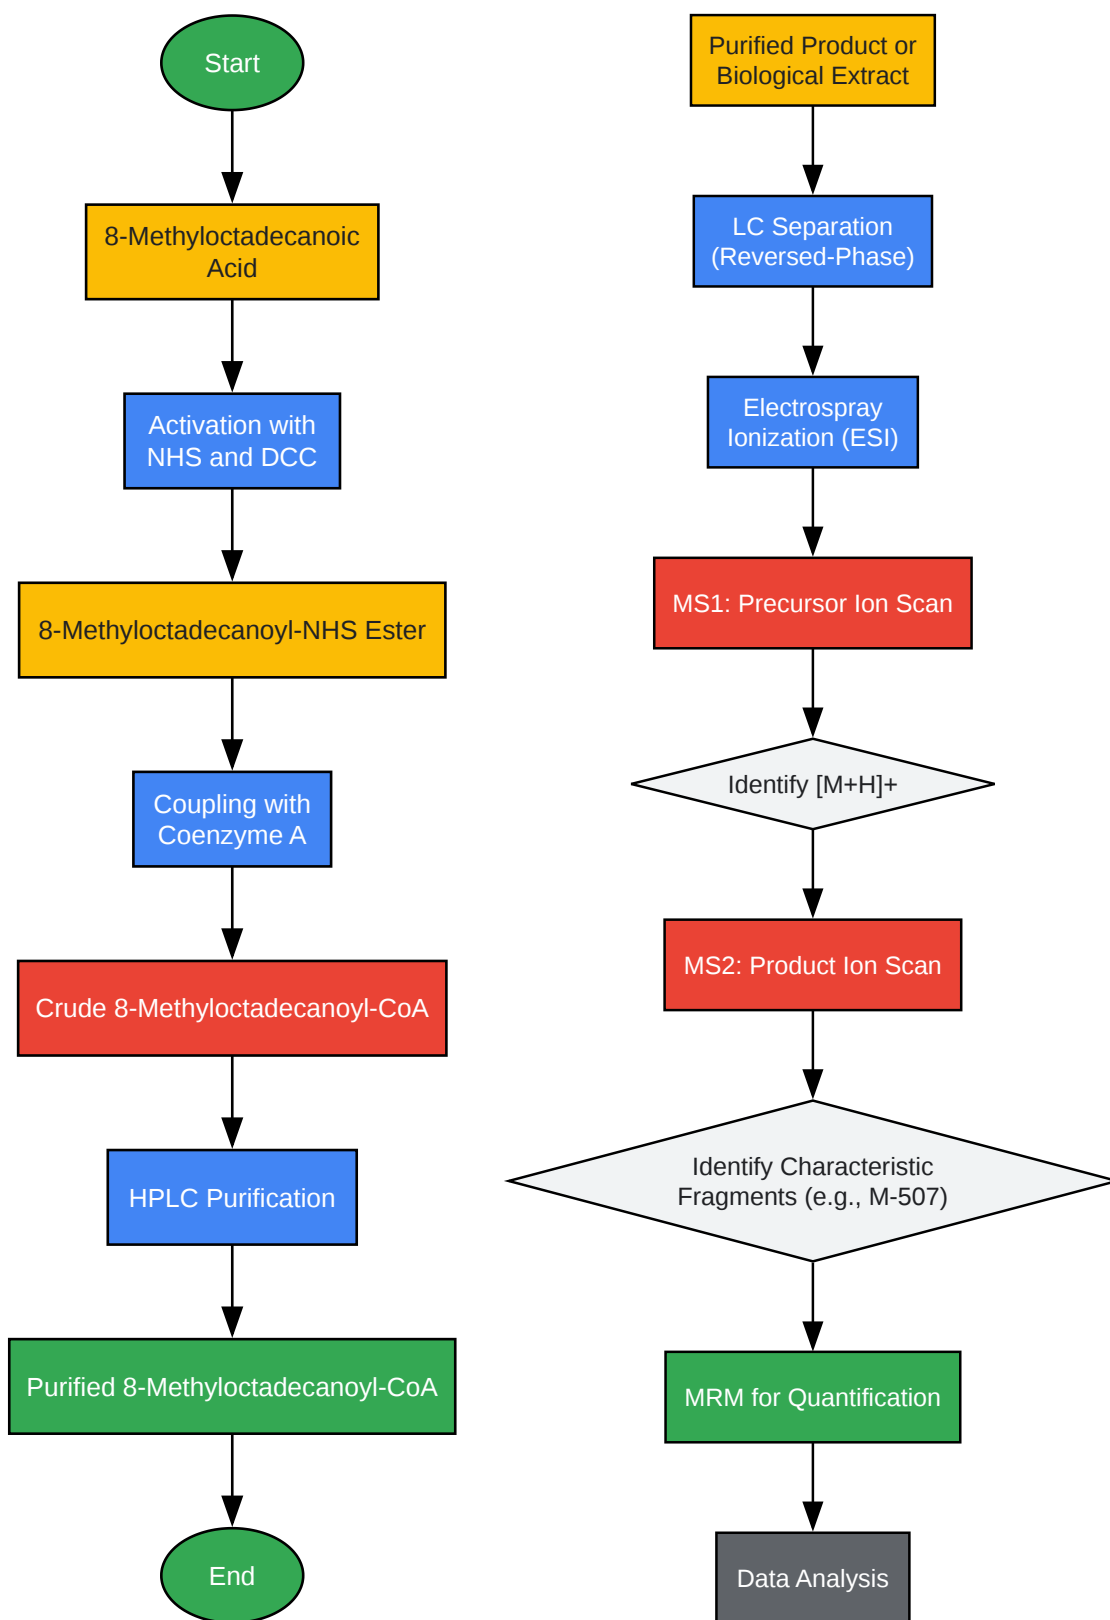 Start
8-Methyloctadecanoic
Acid
Activation with
NHS and DCC
8-Methyloctadecanoyl-NHS Ester
Coupling with
Coenzyme A
Crude 8-Methyloctadecanoyl-CoA
HPLC Purification
Purified 8-Methyloctadecanoyl-CoA
End
Purified Product or
Biological Extract
LC Separation
(Reversed-Phase)
Electrospray
Ionization (ESI)
MS1: Precursor Ion Scan
Identify [M+H]+
MS2: Product Ion Scan
Identify Characteristic
Fragments (e.g., M-507)
MRM for Quantification
Data Analysis